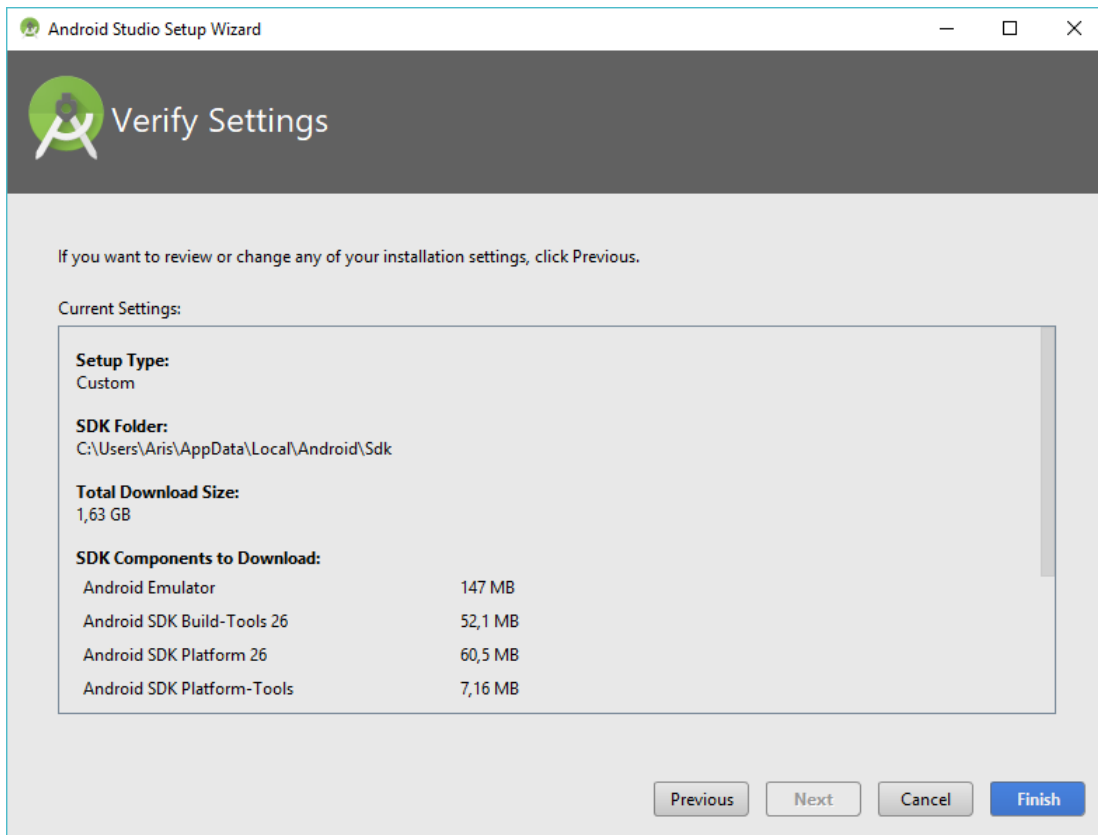 Android Studio Setup Wizard
Verify Settings
If you want to review or change any of your installation settings, click Previous.
Current Settings:
Setup Type:
Custom
SDK Folder:
C:\Users\Aris\AppData\Local\Android\Sdk
Total Download Size:
1,63 GB
SDK Components to Download:
Android Emulator 147 MB
Android SDK Build-Tools 26 52,1 MB
Android SDK Platform 26 60,5 MB
Android SDK Platform-Tools 7,16 MB
Previous Next Cancel Finish